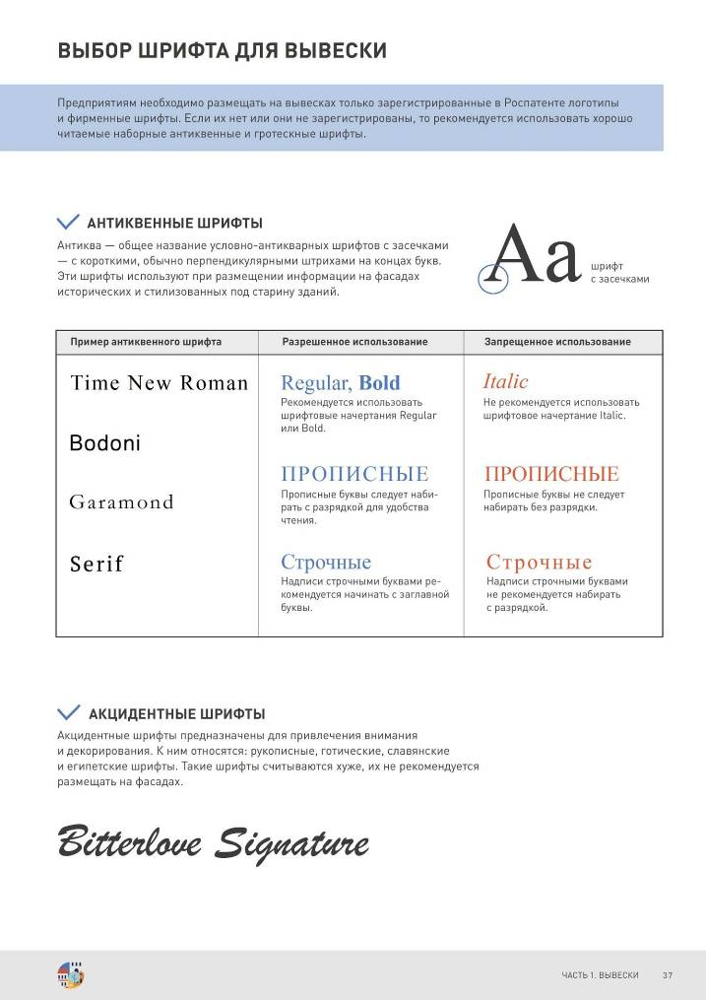 ВЫБОР ШРИФТА ДЛЯ ВЫВЕСКИ
Предприятиям необходимо размещать на вывесках только зарегистрированные в Роспатенте логотипы
и фирменные шрифты. Если их нет или они не зарегистрированы, то рекомендуется использовать хорошо
читаемые наборные антиквенные и гротескные шрифты.
АНТИКВЕННЫЕ ШРИФТЫ
Антиква — общее название условно-антикварных шрифтов с засечками
— с короткими, обычно перпендикулярными штрихами на концах букв.
Эти шрифты используют при размещении информации на фасадах
исторических и стилизованных под старину зданий.
Aa
шрифт
с засечками
Пример антиквенного шрифта
Time New Roman
Bodoni
Garamond
Serif
Разрешенное использование
Regular, Bold
Рекомендуется использовать
шрифтовые начертания Regular
или Bold.
ПРОПИСНЫЕ
Прописные буквы следует наби-
рать с разрядкой для удобства
чтения.
Строчные
Надписи строчными буквами ре-
комендуется начинать с заглавной
буквы.
Запрещенное использование
Italic
Не рекомендуется использовать
шрифтовое начертание Italic.
ПРОПИСНЫЕ
Прописные буквы не следует
набирать без разрядки.
Строчные
Надписи строчными буквами
не рекомендуется набирать
с разрядкой.
АКЦИДЕНТНЫЕ ШРИФТЫ
Акцидентные шрифты предназначены для привлечения внимания
и декорирования. К ним относятся: рукописные, готические, славянские
и египетские шрифты. Такие шрифты считываются хуже, их не рекомендуется
размещать на фасадах.
Bitterlove Signature
ЧАСТЬ 1. ВЫВЕСКИ 37